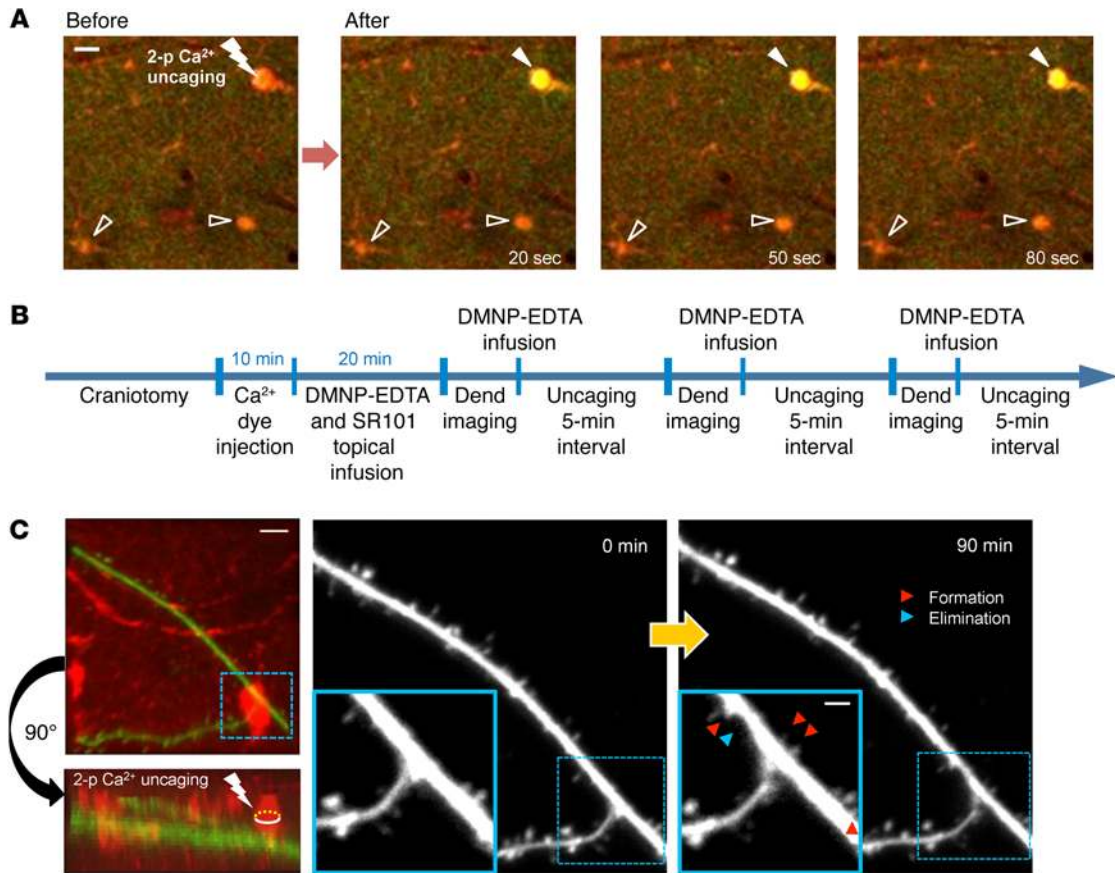 A
Before
After
2-p Ca²⁺
uncaging
20 sec
50 sec
80 sec
B
DMNP-EDTA
infusion
DMNP-EDTA
infusion
DMNP-EDTA
infusion
10 min
20 min
Craniotomy
Ca²⁺
dye
injection
DMNP-EDTA
and SR101
topical
infusion
Dend
imaging
Uncaging
5-min
interval
Dend
imaging
Uncaging
5-min
interval
Dend
imaging
Uncaging
5-min
interval
C
0 min
90 min
Formation
Elimination
90°
2-p Ca²⁺ uncaging